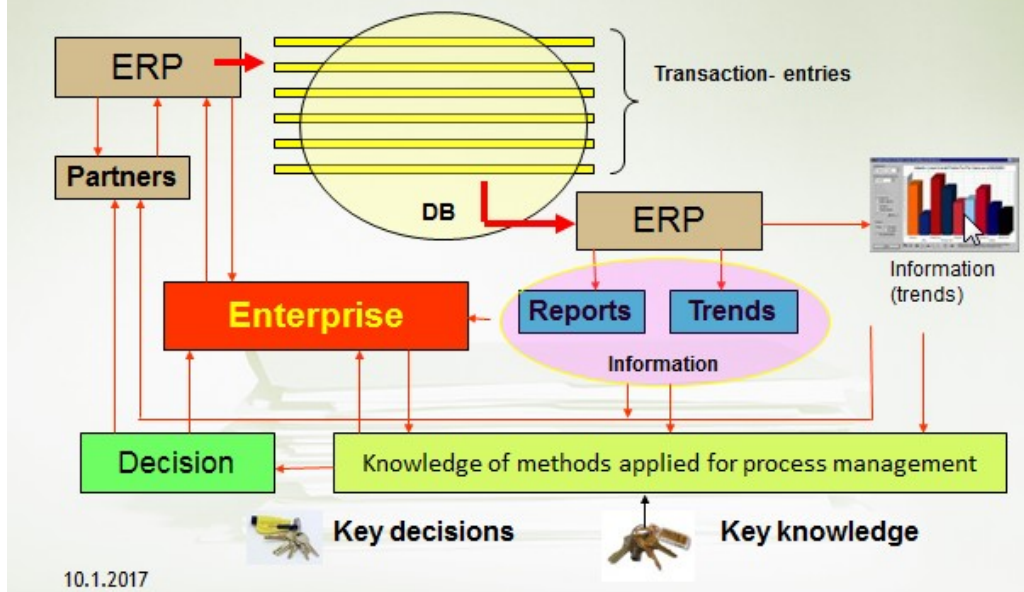 ERP
Transaction- entries
Partners
DB
ERP
Information
(trends)
Enterprise
Reports
Trends
Information
Decision
Knowledge of methods applied for process management
Key decisions
Key knowledge
10.1.2017